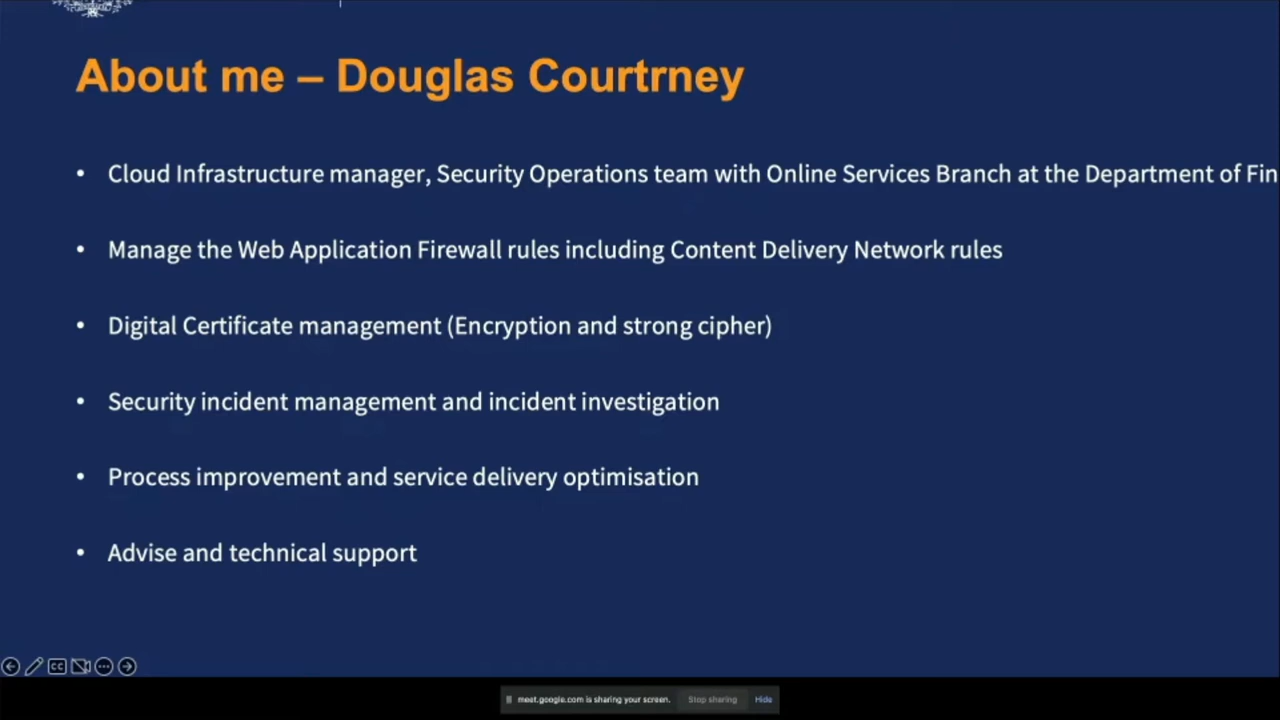 About me – Douglas Courtrney
• Cloud Infrastructure manager, Security Operations team with Online Services Branch at the Department of Fin
• Manage the Web Application Firewall rules including Content Delivery Network rules
• Digital Certificate management (Encryption and strong cipher)
• Security incident management and incident investigation
• Process improvement and service delivery optimisation
• Advise and technical support
CC
meet.google.com is sharing your screen. Stop sharing Hide